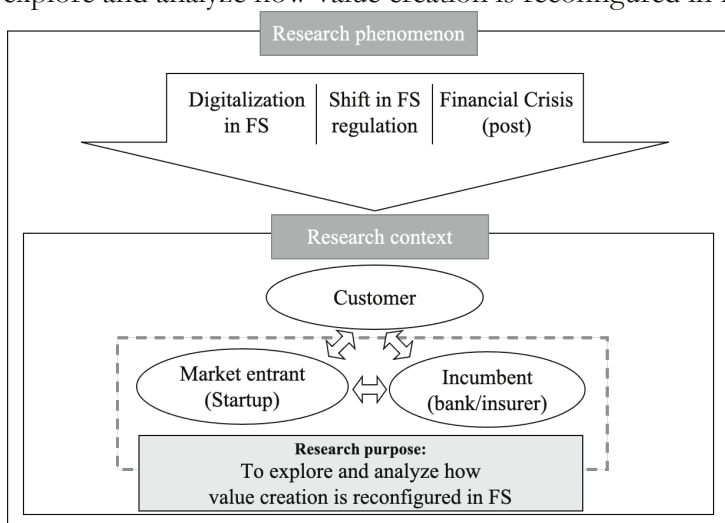 explore and analyze how value creation is reconfigured in
Research phenomenon
Digitalization in FS
Shift in FS regulation
Financial Crisis (post)
Research context
Customer
Market entrant
(Startup)
Incumbent
(bank/insurer)
Research purpose:
To explore and analyze how
value creation is reconfigured in FS